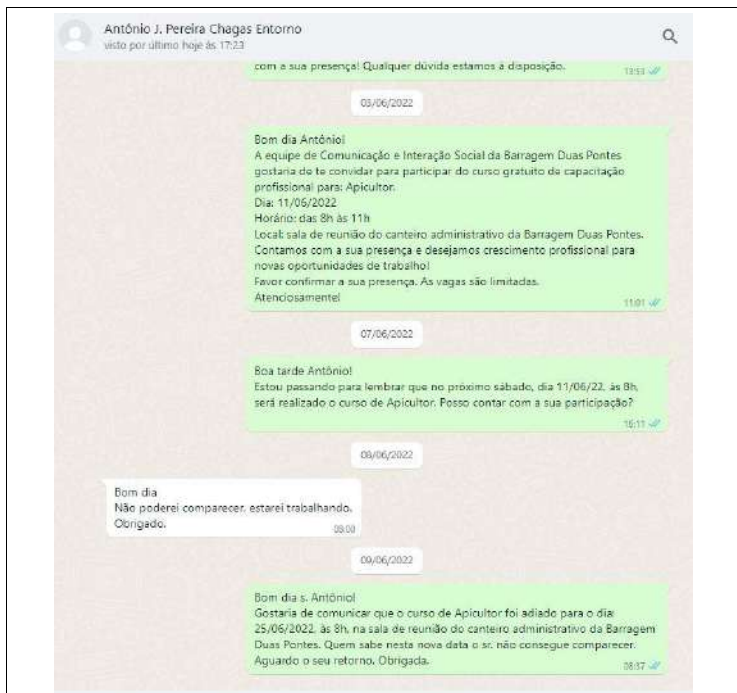 Antônio J. Pereira Chagas Entorno
visto por último hoje às 17:23
com a sua presença! Qualquer dúvida estamos à disposição.
13:53
03/06/2022
Bom dia Antônio!
A equipe de Comunicação e Interação Social da Barragem Duas Pontes
gostaria de te convidar para participar do curso gratuito de capacitação
profissional para: Apicultor.
Dia: 11/06/2022
Horário: das 8h às 11h
Local: sala de reunião do canteiro administrativo da Barragem Duas Pontes.
Contamos com a sua presença e desejamos crescimento profissional para
novas oportunidades de trabalho!
Favor confirmar a sua presença. As vagas são limitadas.
Atenciosamente!
11:01
07/06/2022
Boa tarde Antônio!
Estou passando para lembrar que no próximo sábado, dia 11/06/22, às 8h,
será realizado o curso de Apicultor. Posso contar com a sua participação?
16:11
08/06/2022
Bom dia
Não poderei comparecer, estarei trabalhando.
Obrigado.
08:08
09/06/2022
Bom dia s. Antônio!
Gostaria de comunicar que o curso de Apicultor foi adiado para o dia
25/06/2022, às 8h, na sala de reunião do canteiro administrativo da Barragem
Duas Pontes. Quem sabe nesta nova data o sr. não consegue comparecer.
Aguardo o seu retorno. Obrigada.
08:37